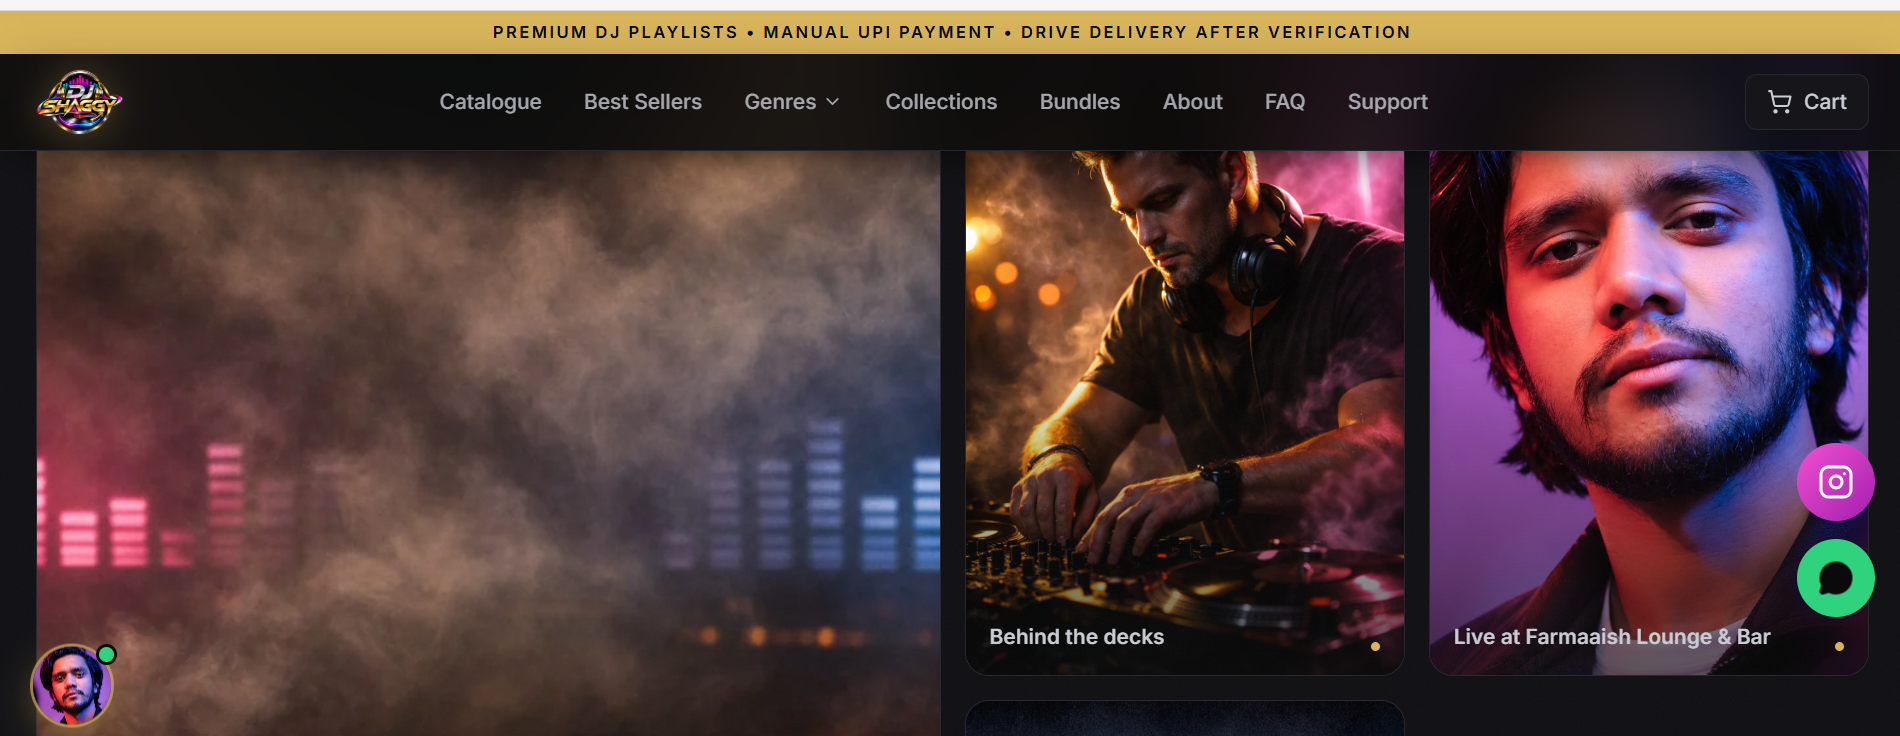 PREMIUM DJ PLAYLISTS • MANUAL UPI PAYMENT • DRIVE DELIVERY AFTER VERIFICATION
DJ
SHAGGY
Catalogue
Best Sellers
Genres
Collections
Bundles
About
FAQ
Support
Cart
Behind the decks
Live at Farmaaish Lounge & Bar